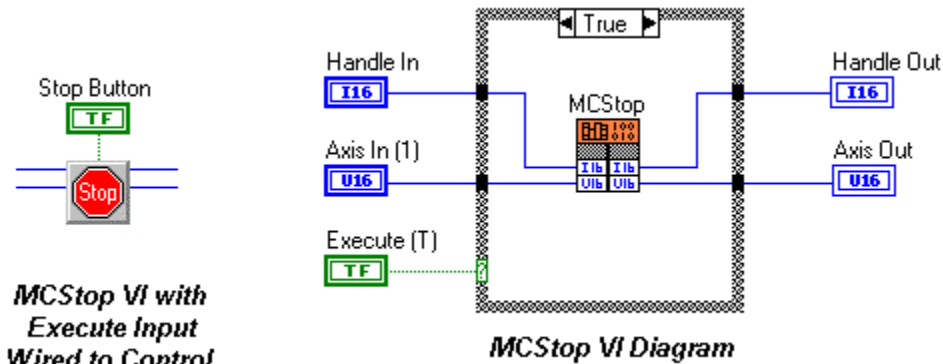 Stop Button
TF
Stop
MCStop VI with
Execute Input
Wired to Control
True
Handle In
I16
Axis In (1)
U16
Execute (T)
TF
?
MCStop
I16 I16
U16 U16
Handle Out
I16
Axis Out
U16
MCStop VI Diagram